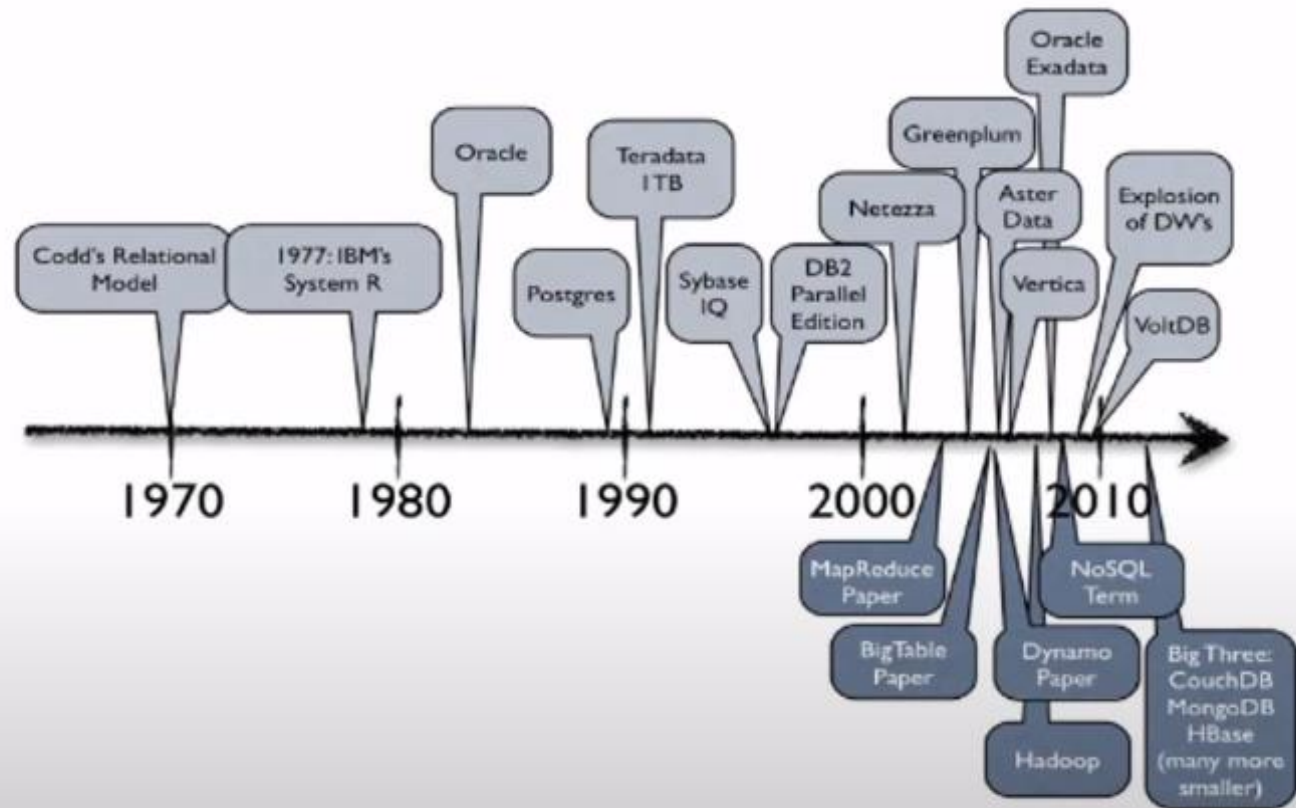 Oracle
Exadata
Greenplum
Oracle
Teradata
1TB
Netezza
Aster
Data
Explosion
of DW's
Codd's Relational
Model
1977: IBM's
System R
Postgres
Sybase
IQ
DB2
Parallel
Edition
Vertica
VoltDB
1970
1980
1990
2000
2010
MapReduce
Paper
NoSQL
Term
BigTable
Paper
Dynamo
Paper
Big Three:
CouchDB
MongoDB
HBase
(many more
smaller)
Hadoop